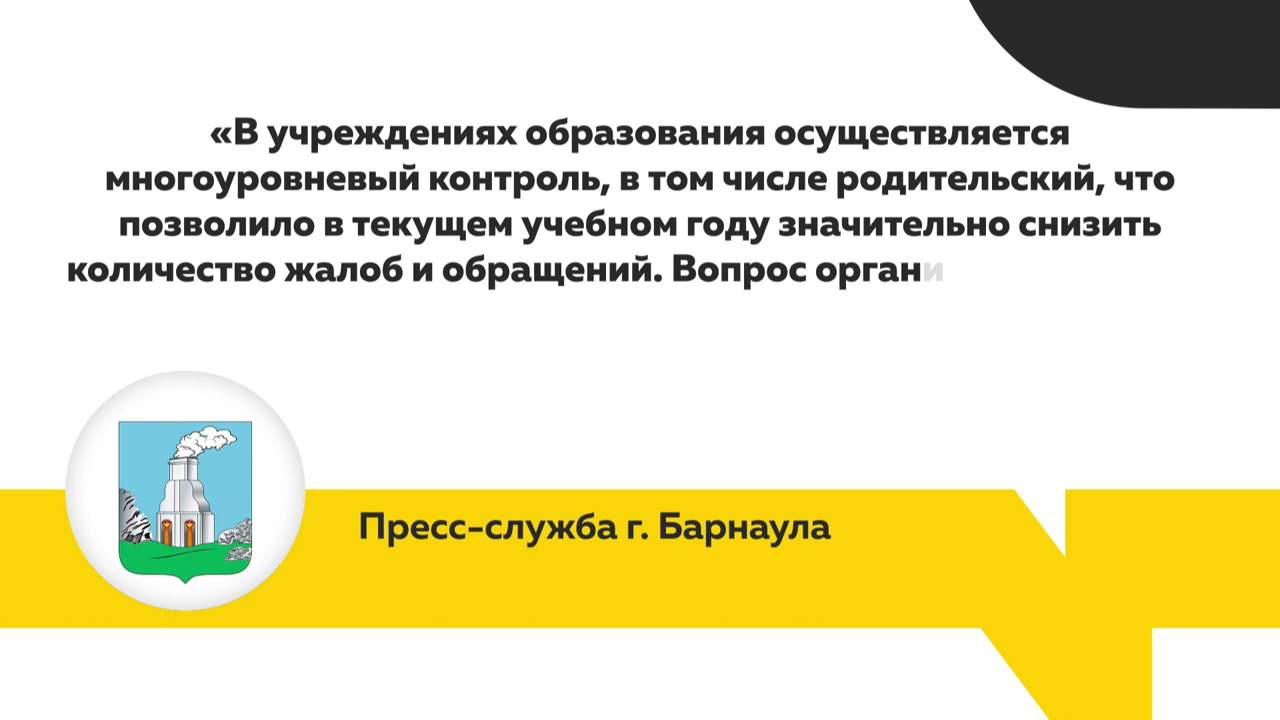 «В учреждениях образования осуществляется
многоуровневый контроль, в том числе родительский, что
позволило в текущем учебном году значительно снизить
количество жалоб и обращений. Вопрос органи
Пресс-служба г. Барнаула